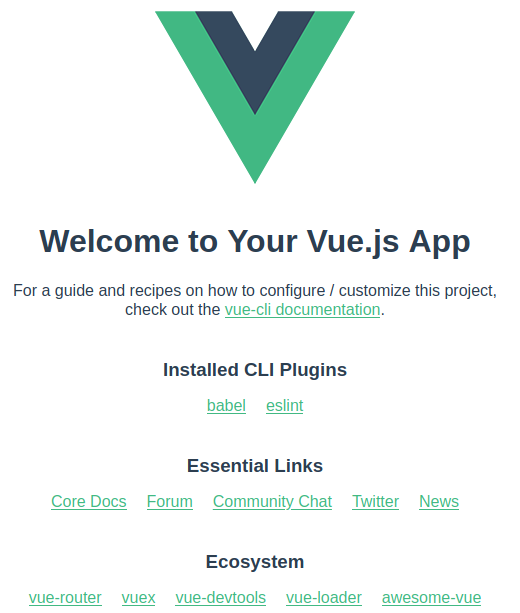 Welcome to Your Vue.js App
For a guide and recipes on how to configure / customize this project,
check out the vue-cli documentation.
Installed CLI Plugins
babel eslint
Essential Links
Core Docs Forum Community Chat Twitter News
Ecosystem
vue-router vuex vue-devtools vue-loader awesome-vue